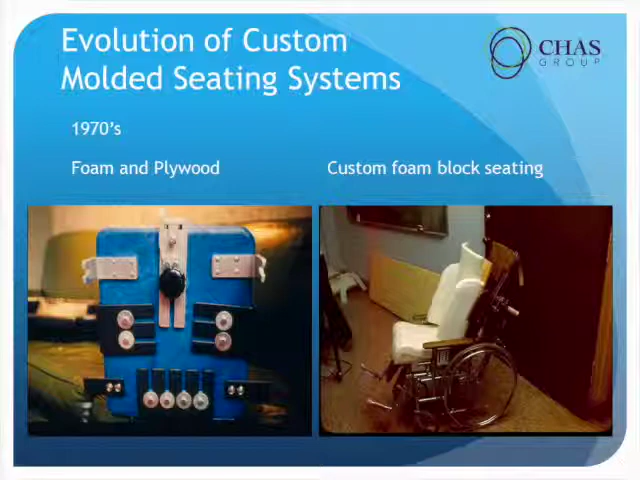 Evolution of Custom
Molded Seating Systems
CHAS
GROUP
1970's
Foam and Plywood
Custom foam block seating